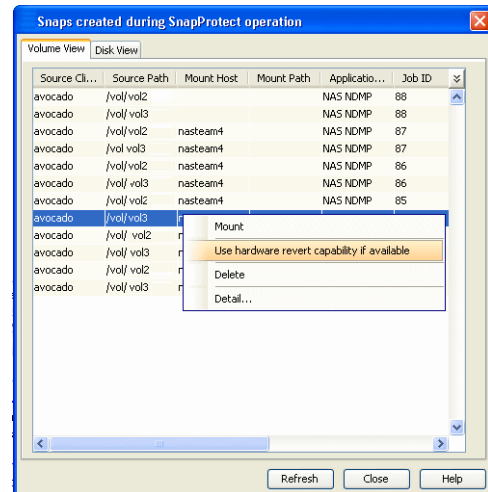 Snaps created during SnapProtect operation
Volume View Disk View
Source Cli... Source Path Mount Host Mount Path Applicatio... Job ID
avocado /vol/vol2 NAS NDMP 88
avocado /vol/vol3 NAS NDMP 88
avocado /vol/vol2 nasteam4 NAS NDMP 87
avocado /vol vol3 nasteam4 NAS NDMP 87
avocado /vol/vol2 nasteam4 NAS NDMP 86
avocado /vol/vol3 nasteam4 NAS NDMP 86
avocado /vol/vol2 nasteam4 NAS NDMP 85
avocado /vol/vol3
avocado /vol/ vol2
avocado /vol/vol3
avocado /vol/vol2
avocado /vol/vol3
Mount
Use hardware revert capability if available
Delete
Detail...
Refresh Close Help